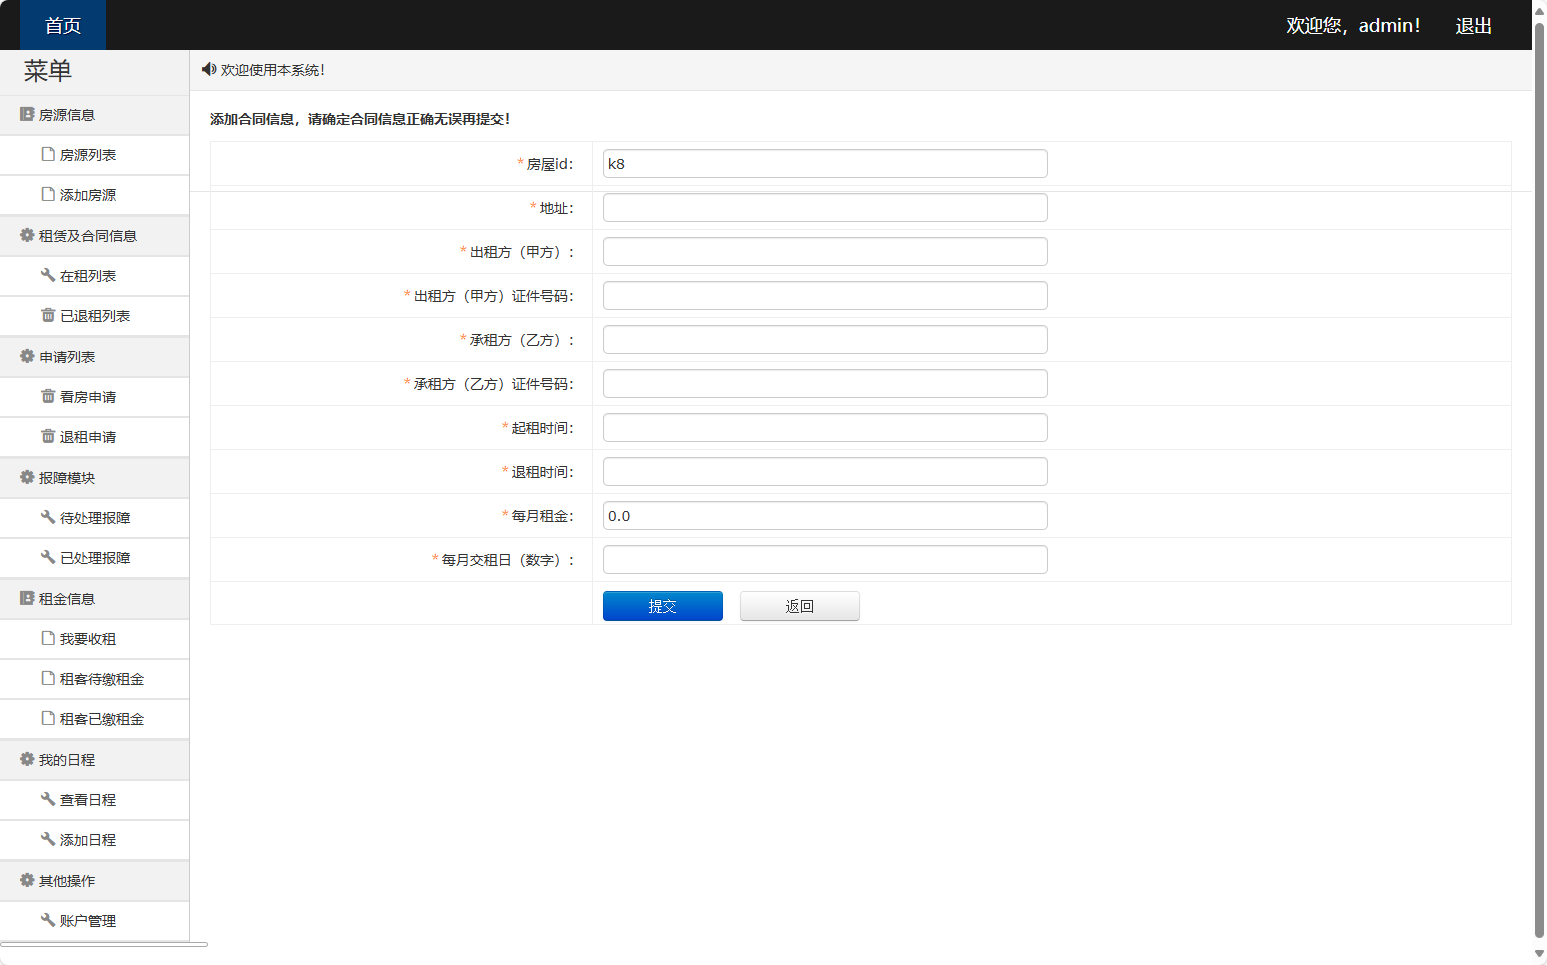 首页
欢迎您，admin！
退出
菜单
房源信息
房源列表
添加房源
租赁及合同信息
在租列表
已退租列表
申请列表
看房申请
退租申请
报障模块
待处理报障
已处理报障
租金信息
我要收租
租客待缴租金
租客已缴租金
我的日程
查看日程
添加日程
其他操作
账户管理
欢迎使用本系统！
添加合同信息，请确定合同信息正确无误再提交！
*房屋id： k8
*地址：
*出租方（甲方）：
*出租方（甲方）证件号码：
*承租方（乙方）：
*承租方（乙方）证件号码：
*起租时间：
*退租时间：
*每月租金： 0.0
*每月交租日（数字）：
提交 返回